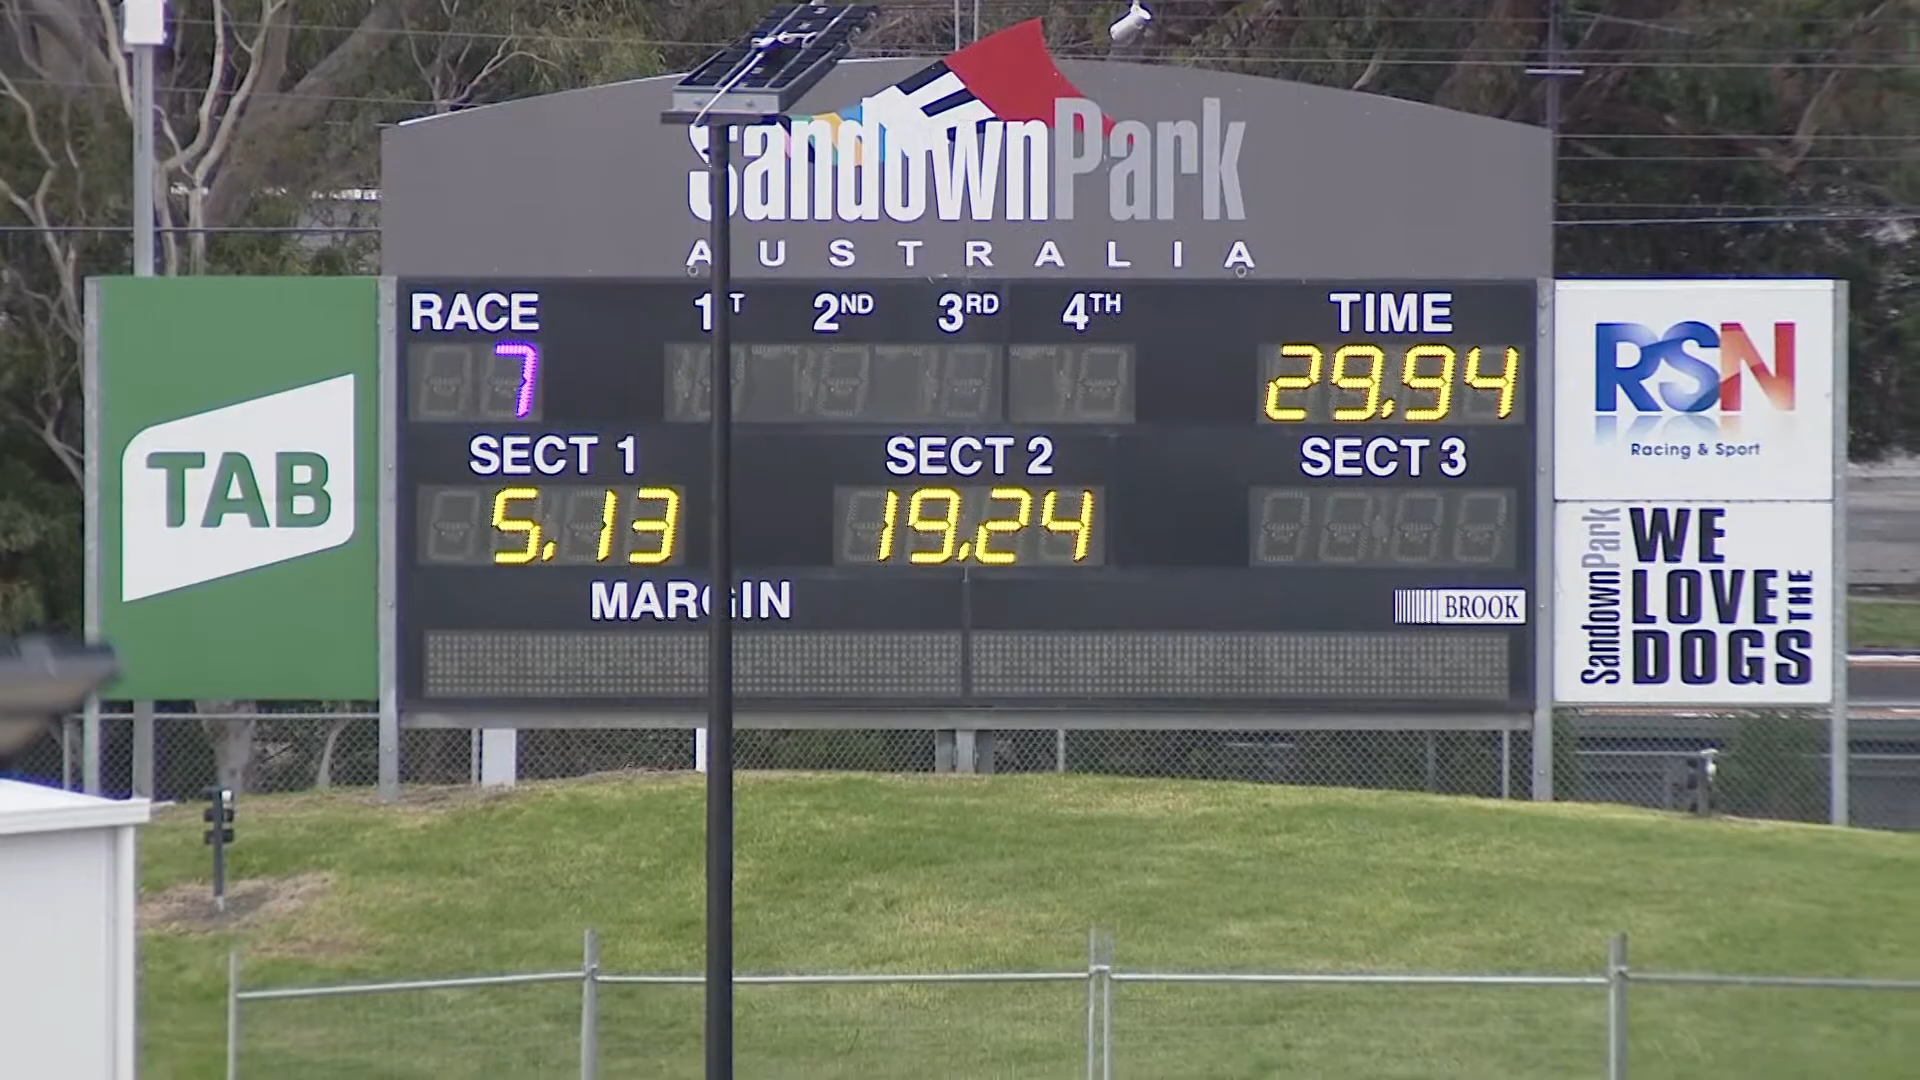 SandownPark
AUSTRALIA
RACE 1ST 2ND 3RD 4TH TIME
7 29.94
SECT 1 SECT 2 SECT 3
5.13 19.24
MARGIN
BROOK
TAB
RSN
Racing & Sport
SandownPark
WE
LOVE THE
DOGS